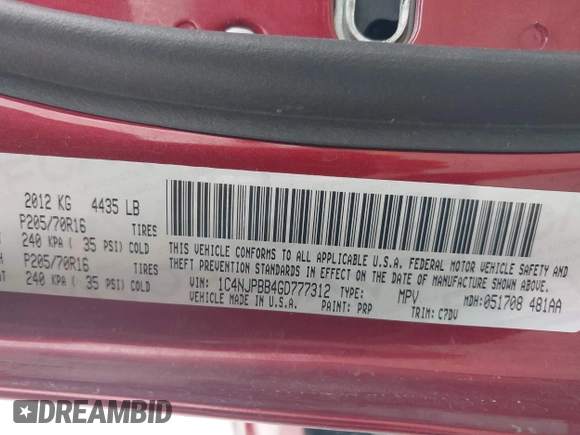 2012 KG 4435 LB
P205/70R16 TIRES
240 KPA ( 35 PSI) COLD
P205/70R16 TIRES
240 KPA ( 35 PSI) COLD
THIS VEHICLE CONFORMS TO ALL APPLICABLE U.S.A. FEDERAL MOTOR VEHICLE SAFETY AND
THEFT PREVENTION STANDARDS IN EFFECT ON THE DATE OF MANUFACTURE SHOWN ABOVE.
VIN: 1C4NJPBB4GD777312 TYPE: MPV MDH: 051708 481AA
VEHICLE MADE IN U.S.A. PAINT: PRP TRIM: C7DV
DREAMBID